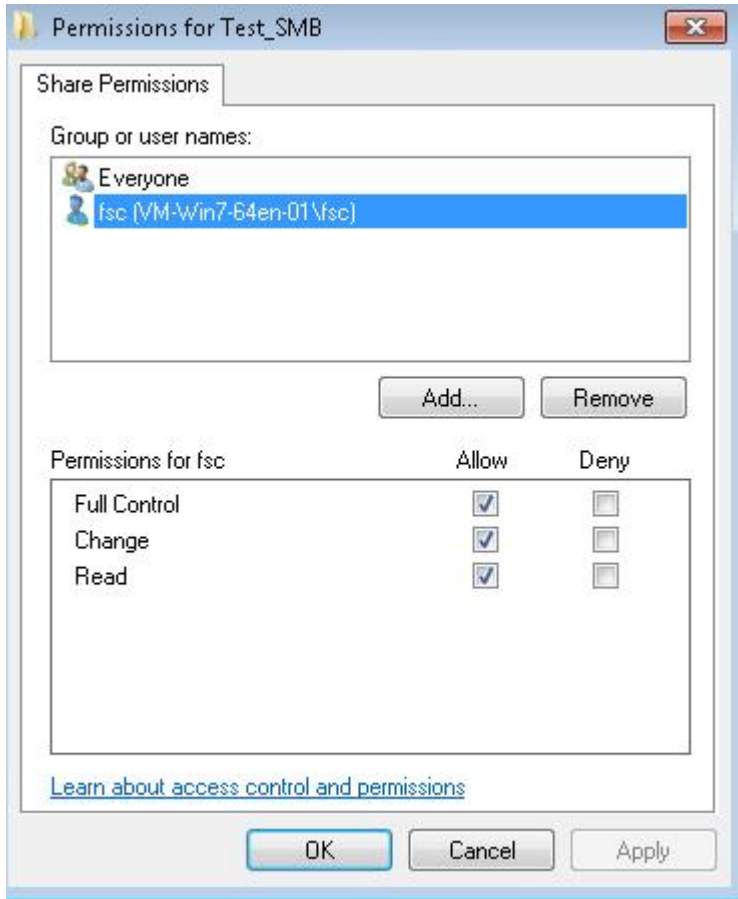 Permissions for Test_SMB
Share Permissions
Group or user names:
Everyone
fsc (VM-Win7-64en-01\fsc)
Add... Remove
Permissions for fsc Allow Deny
Full Control
Change
Read
Learn about access control and permissions
OK Cancel Apply